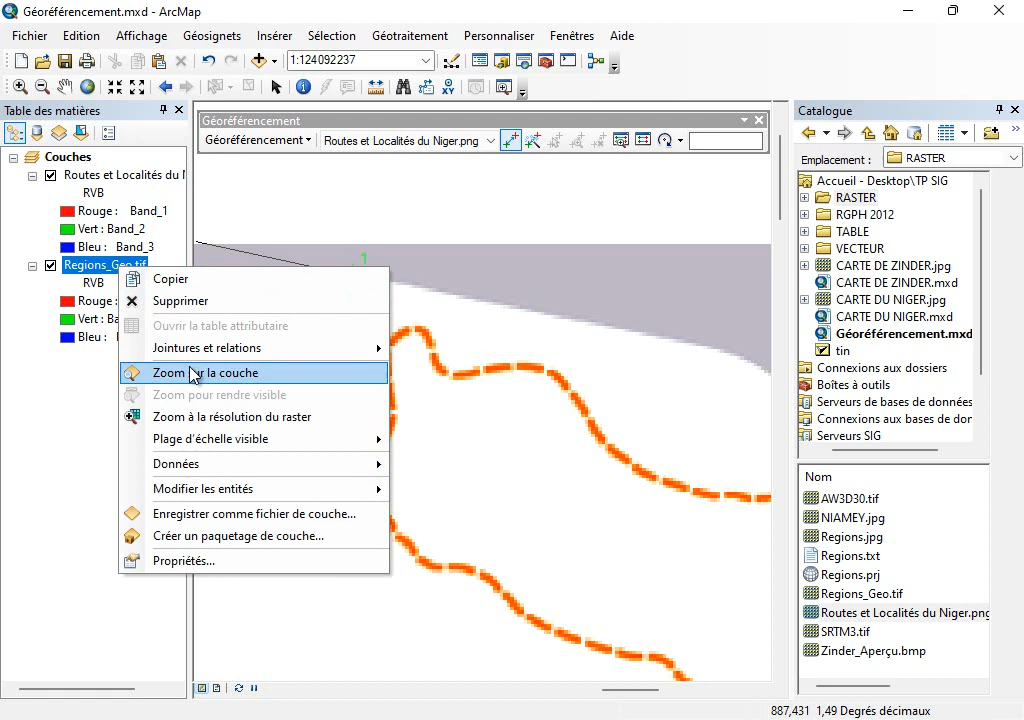 Géoréférencement.mxd - ArcMap
Fichier Edition Affichage Géosignets Insérer Sélection Géotraitement Personnaliser Fenêtres Aide
1:124092237
Table des matières
Couches
Routes et Localités du
RVB
Rouge : Band_1
Vert : Band_2
Bleu : Band_3
Regions_Geo.tif
RVB
Rouge :
Vert : Ba
Bleu :
Géoréférencement
Géoréférencement Routes et Localités du Niger.png
1
Copier
Supprimer
Ouvrir la table attributaire
Jointures et relations
Zoom la couche
Zoom pour rendre visible
Zoom à la résolution du raster
Plage d'échelle visible
Données
Modifier les entités
Enregistrer comme fichier de couche...
Créer un paquetage de couche...
Propriétés...
Catalogue
Emplacement : RASTER
Accueil - Desktop\TP SIG
RASTER
RGPH 2012
TABLE
VECTEUR
CARTE DE ZINDER.jpg
CARTE DE ZINDER.mxd
CARTE DU NIGER.jpg
CARTE DU NIGER.mxd
Géoréférencement.mxd
tin
Connexions aux dossiers
Boîtes à outils
Serveurs de bases de données
Connexions aux bases de dor
Serveurs SIG
Nom
AW3D30.tif
NIAMEY.jpg
Regions.jpg
Regions.txt
Regions.prj
Regions_Geo.tif
Routes et Localités du Niger.png
SRTM3.tif
Zinder_Aperçu.bmp
887,431 1,49 Degrés décimaux